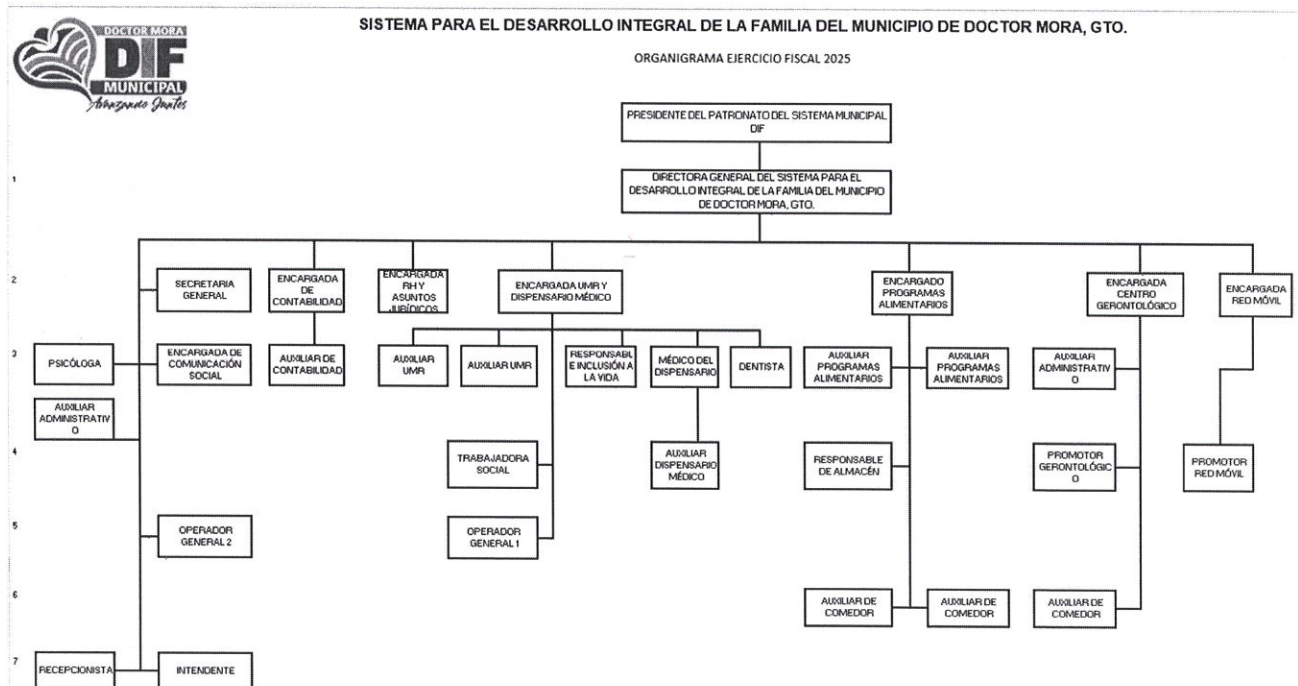 DOCTOR MORA
DIF
MUNICIPAL
Avanzando Juntos
SISTEMA PARA EL DESARROLLO INTEGRAL DE LA FAMILIA DEL MUNICIPIO DE DOCTOR MORA, GTO.
ORGANIGRAMA EJERCICIO FISCAL 2025
PRESIDENTE DEL PATRONATO DEL SISTEMA MUNICIPAL
DIF
1
DIRECTORA GENERAL DEL SISTEMA PARA EL
DESARROLLO INTEGRAL DE LA FAMILIA DEL MUNICIPIO
DE DOCTOR MORA, GTO.
2
SECRETARIA
GENERAL
ENCARGADA
DE
CONTABILIDAD
ENCARGADA
RH Y
ASUNTOS
JURÍDICOS
ENCARGADA UMR Y
DISPENSARIO MÉDICO
ENCARGADO
PROGRAMAS
ALIMENTARIOS
ENCARGADA
CENTRO
GERONTOLÓGICO
ENCARGADA
RED MÓVIL
3
PSICÓLOGA
ENCARGADA DE
COMUNICACIÓN
SOCIAL
AUXILIAR DE
CONTABILIDAD
AUXILIAR
UMR
AUXILIAR UMR
RESPONSABL
E INCLUSIÓN A
LA VIDA
MÉDICO DEL
DISPENSARIO
DENTISTA
AUXILIAR
PROGRAMAS
ALIMENTARIOS
AUXILIAR
PROGRAMAS
ALIMENTARIOS
AUXILIAR
ADMINISTRATIV
O
AUXILIAR
ADMINISTRATIV
O
4
TRABAJADORA
SOCIAL
AUXILIAR
DISPENSARIO
MÉDICO
RESPONSABLE
DE ALMACÉN
PROMOTOR
GERONTOLÓGIC
O
PROMOTOR
RED MÓVIL
5
OPERADOR
GENERAL 2
OPERADOR
GENERAL 1
6
AUXILIAR DE
COMEDOR
AUXILIAR DE
COMEDOR
AUXILIAR DE
COMEDOR
7
RECEPCIONISTA
INTENDENTE